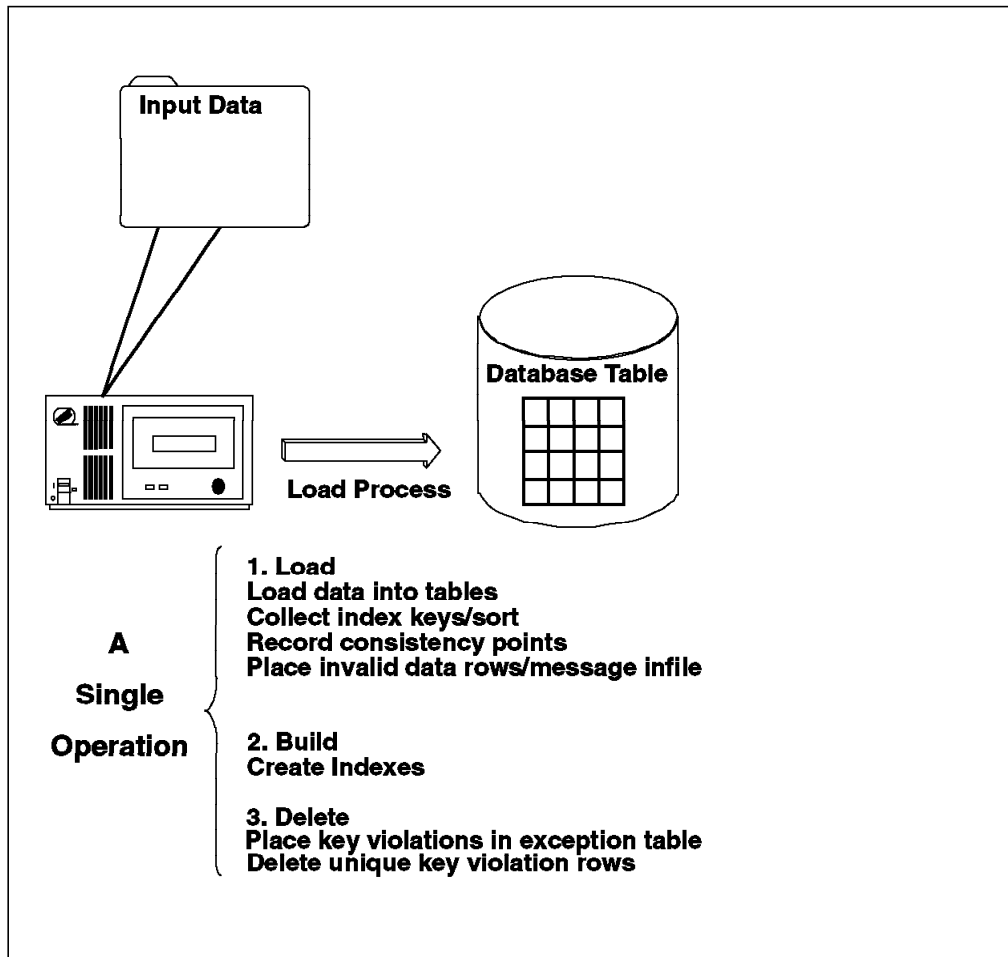 Input Data
Database Table
Load Process
A
Single
Operation
1. Load
Load data into tables
Collect index keys/sort
Record consistency points
Place invalid data rows/message infile
2. Build
Create Indexes
3. Delete
Place key violations in exception table
Delete unique key violation rows